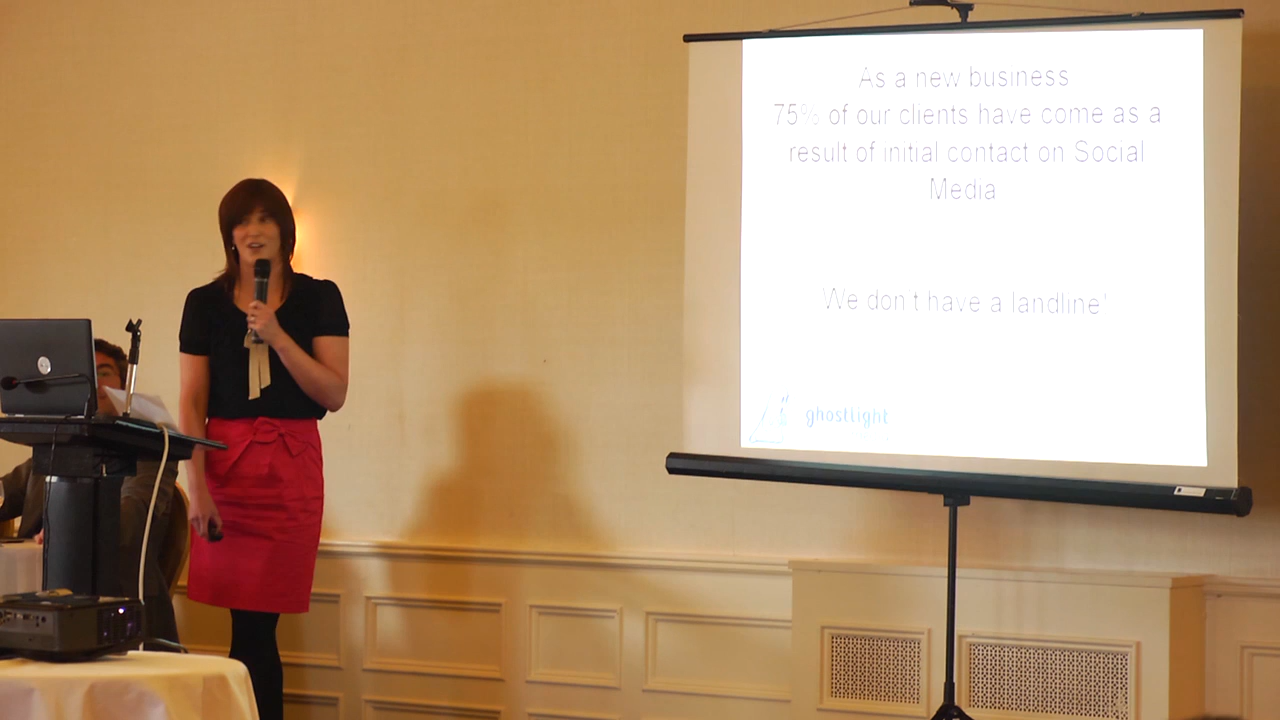 As a new business
75% of our clients have come as a
result of initial contact on Social
Media
We don't have a landline!
ghostlight